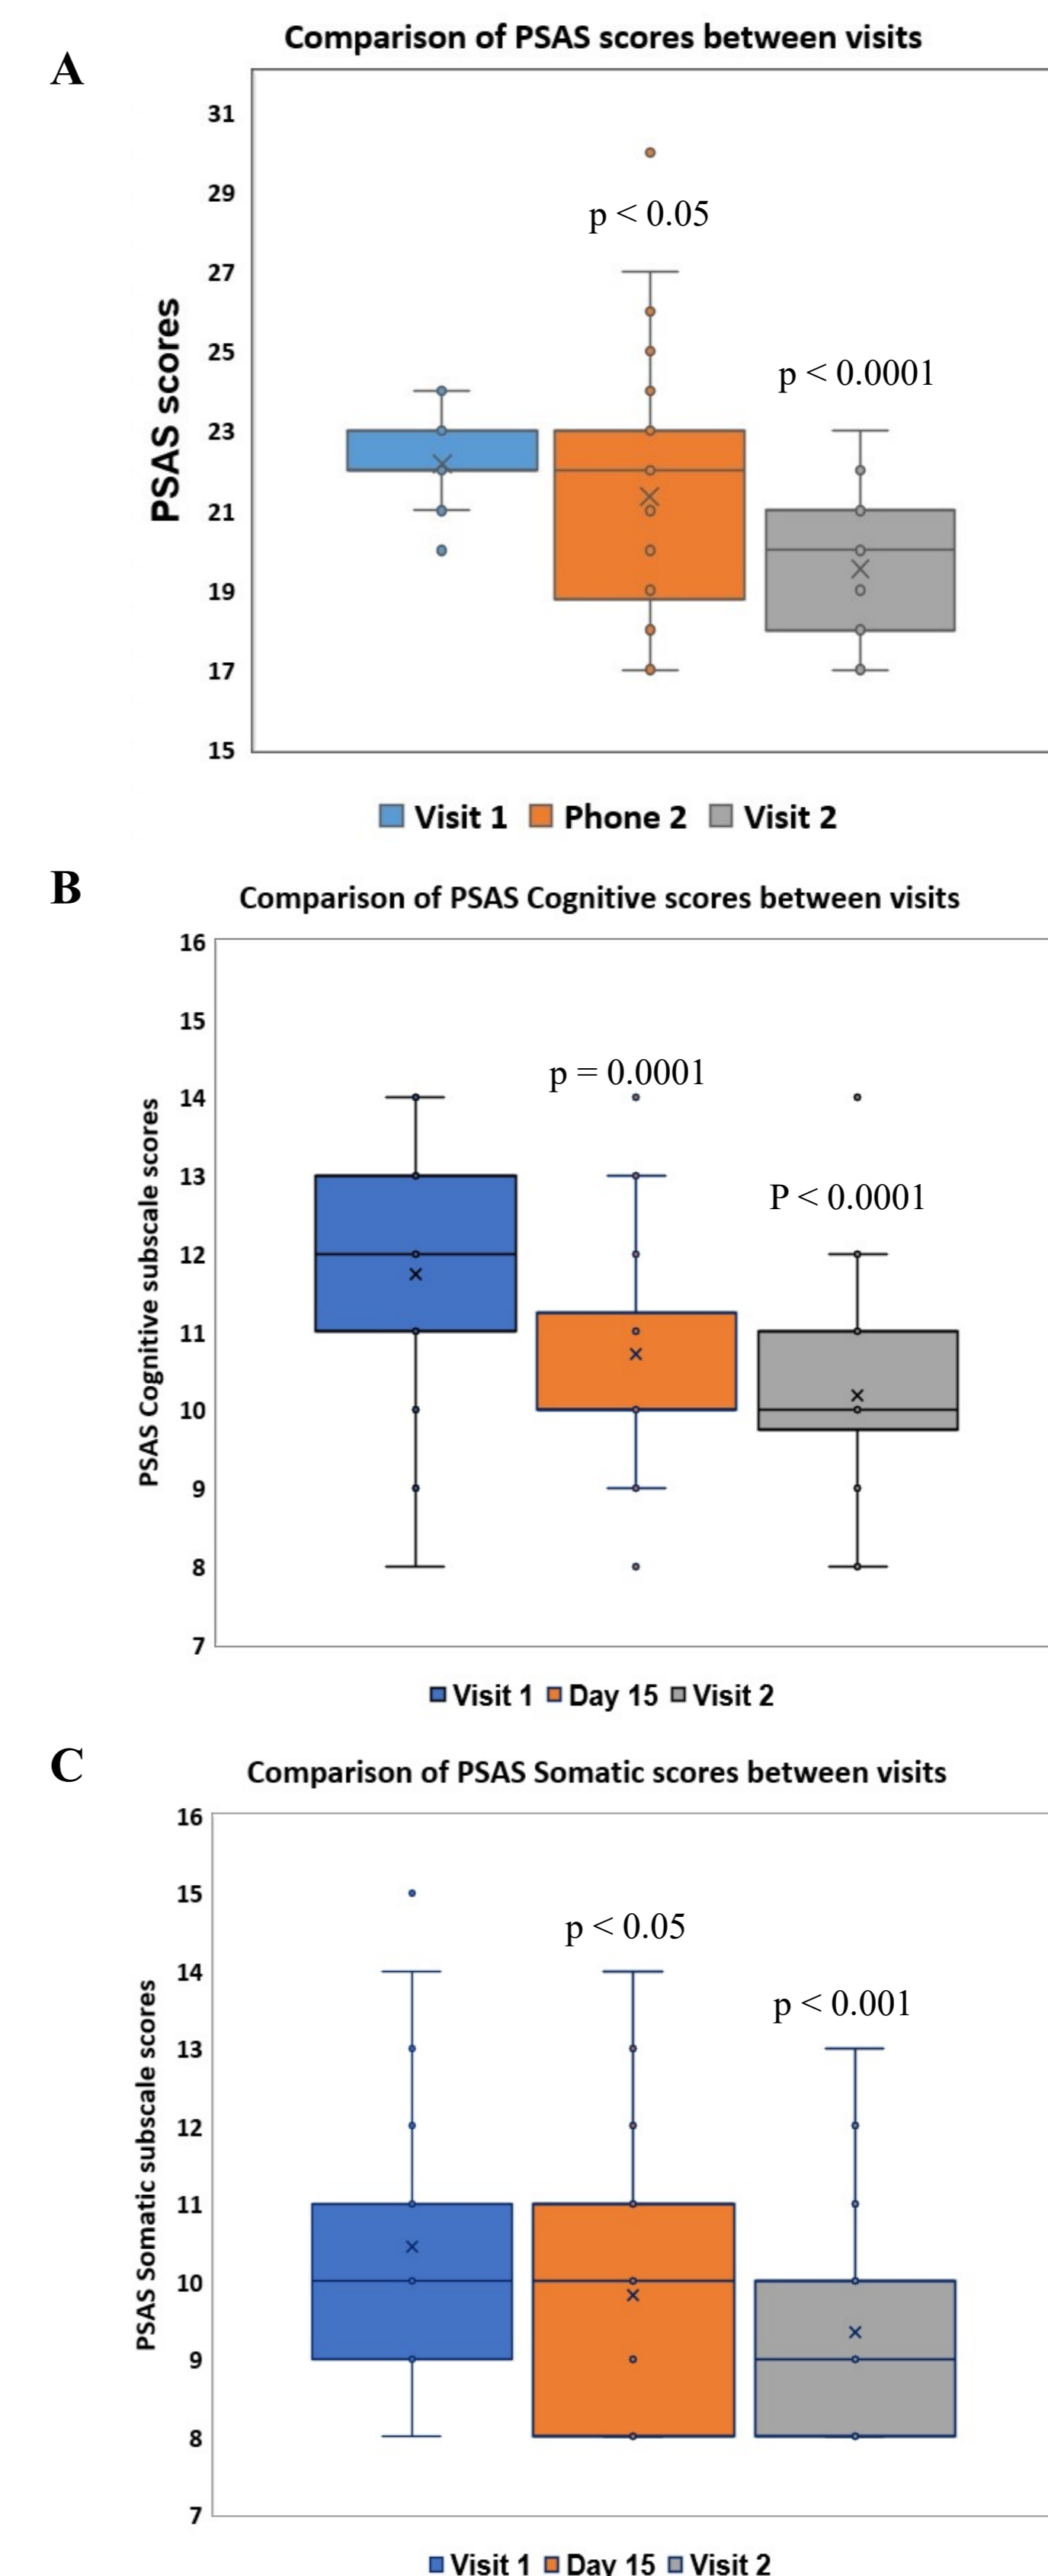 A
Comparison of PSAS scores between visits
31
29
p < 0.05
27
25
p < 0.0001
23
21
19
17
15
PSAS scores
Visit 1 Phone 2 Visit 2
B
Comparison of PSAS Cognitive scores between visits
16
15
p = 0.0001
14
13
P < 0.0001
12
11
10
9
8
7
PSAS Cognitive subscale scores
Visit 1 Day 15 Visit 2
C
Comparison of PSAS Somatic scores between visits
16
15
p < 0.05
14
p < 0.001
13
12
11
10
9
8
7
PSAS Somatic subscale scores
Visit 1 Day 15 Visit 2